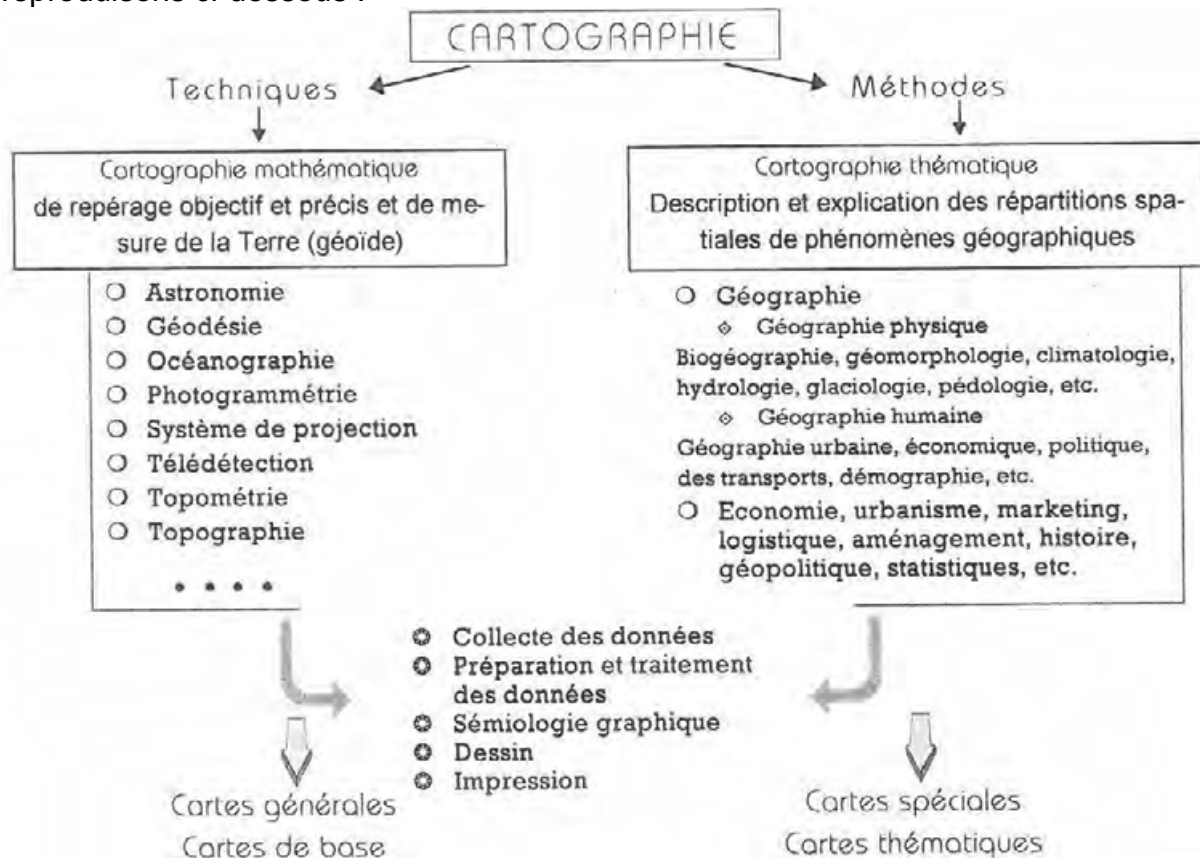 reproduisons ci-dessous :
CARTOGRAPHIE
Techniques
Méthodes
Cartographie mathématique
de repérage objectif et précis et de me-
sure de la Terre (géoïde)
Astronomie
Géodésie
Océanographie
Photogrammétrie
Système de projection
Télédétection
Topométrie
Topographie
. . . .
Cartographie thématique
Description et explication des répartitions spa-
tiales de phénomènes géographiques
Géographie
Géographie physique
Biogéographie, géomorphologie, climatologie,
hydrologie, glaciologie, pédologie, etc.
Géographie humaine
Géographie urbaine, économique, politique,
des transports, démographie, etc.
Economie, urbanisme, marketing,
logistique, aménagement, histoire,
géopolitique, statistiques, etc.
Collecte des données
Préparation et traitement
des données
Sémiologie graphique
Dessin
Impression
Cartes générales
Cartes de base
Cartes spéciales
Cartes thématiques